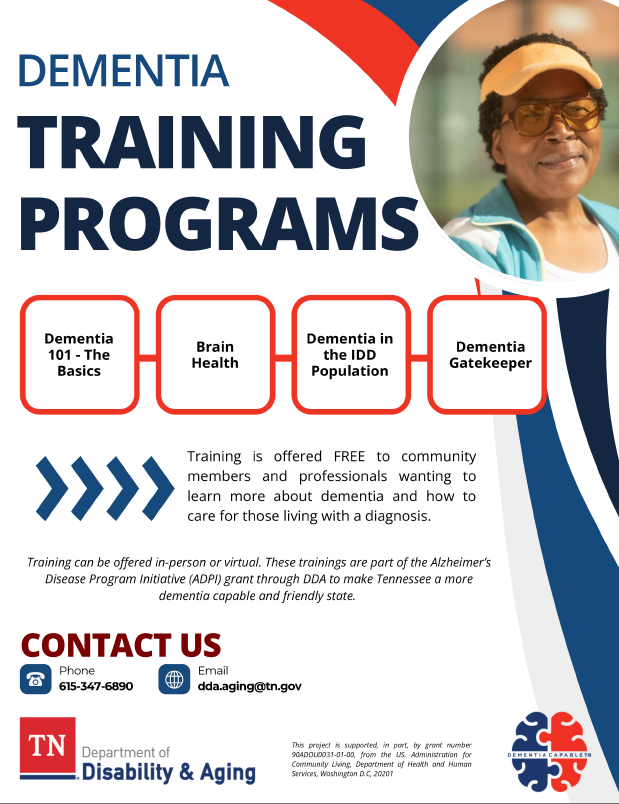 DEMENTIA
TRAINING
PROGRAMS
Dementia
101 - The
Basics
Brain
Health
Dementia in
the IDD
Population
Dementia
Gatekeeper
Training is offered FREE to community
members and professionals wanting to
learn more about dementia and how to
care for those living with a diagnosis.
Training can be offered in-person or virtual. These trainings are part of the Alzheimer's
Disease Program Initiative (ADPI) grant through DDA to make Tennessee a more
dementia capable and friendly state.
CONTACT US
Phone
615-347-6890
Email
dda.aging@tn.gov
TN
Department of
Disability & Aging
This project is supported, in part, by grant number
90ADOU0031-01-00, from the US. Administration for
Community Living, Department of Health and Human
Services, Washington D.C, 20201
DEMENTIACAPABLETN